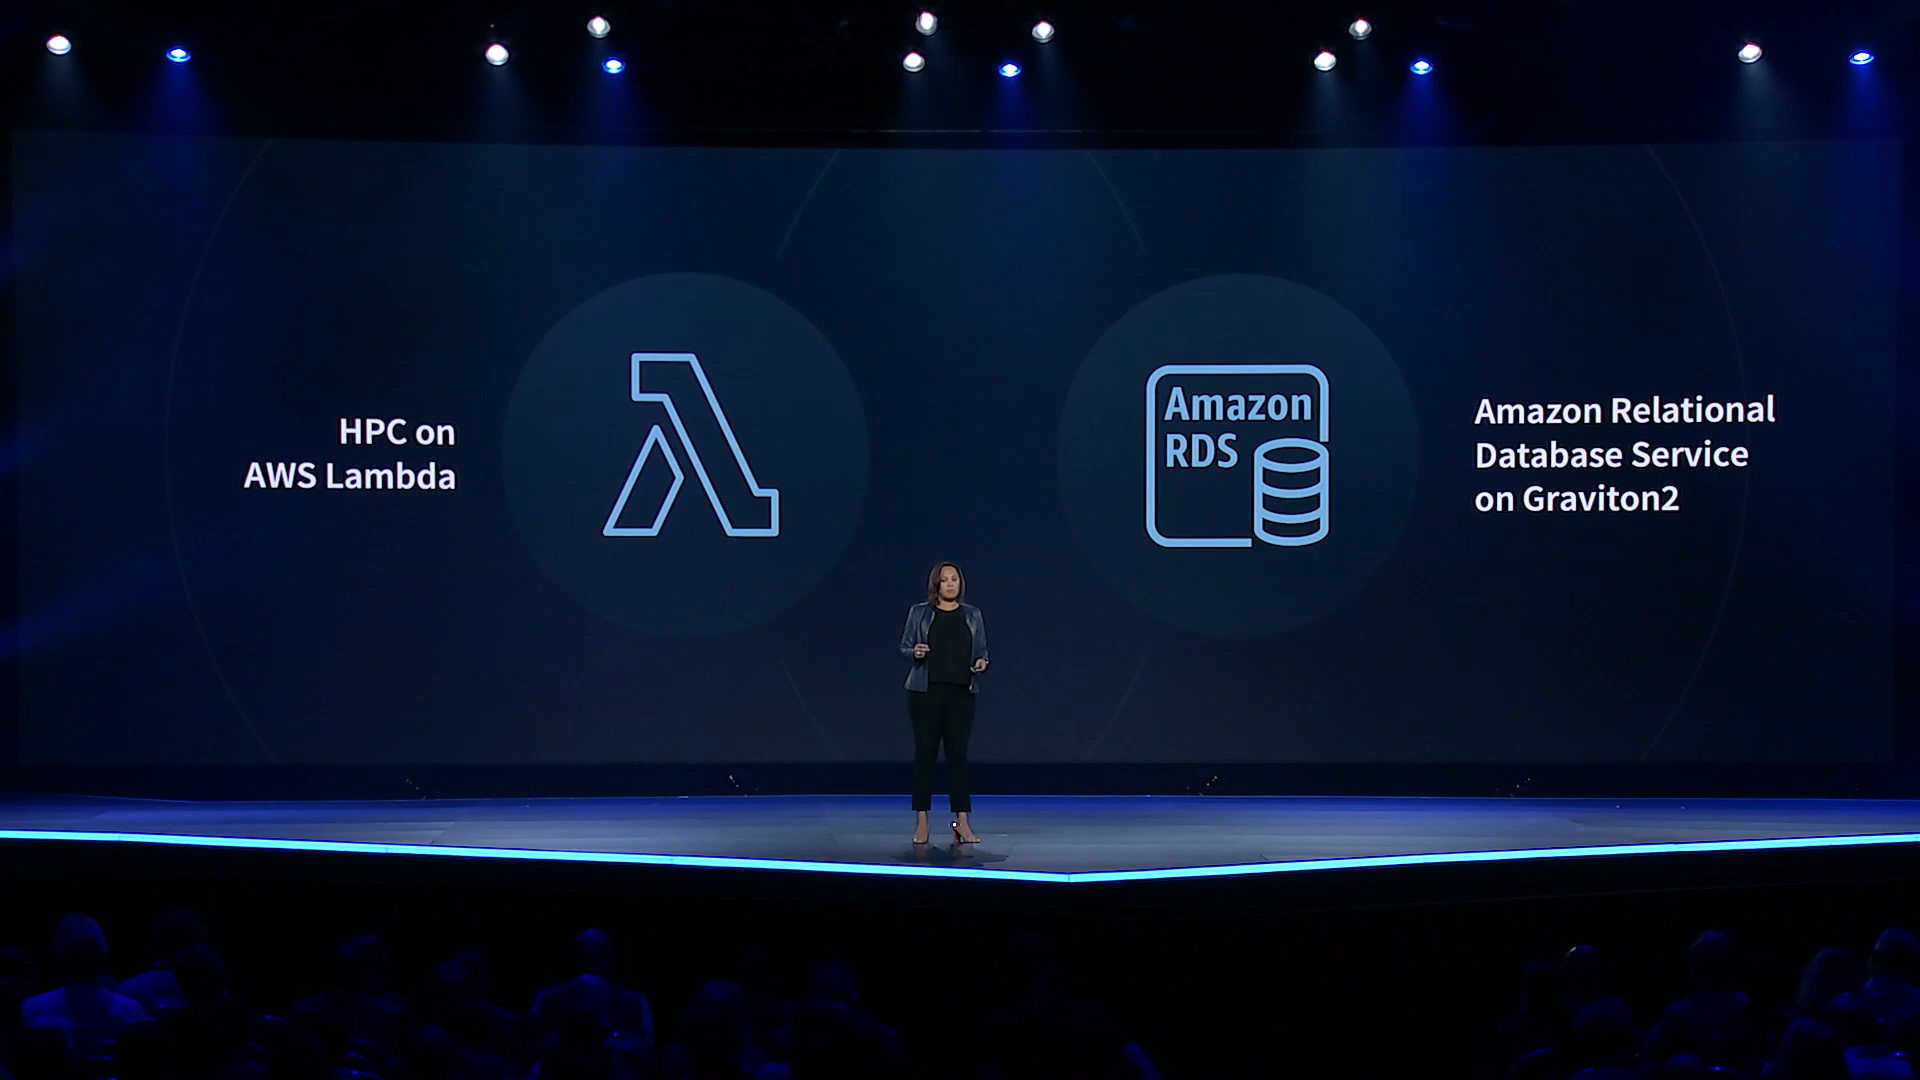 HPC on
AWS Lambda
Amazon
RDS
Amazon Relational
Database Service
on Graviton2